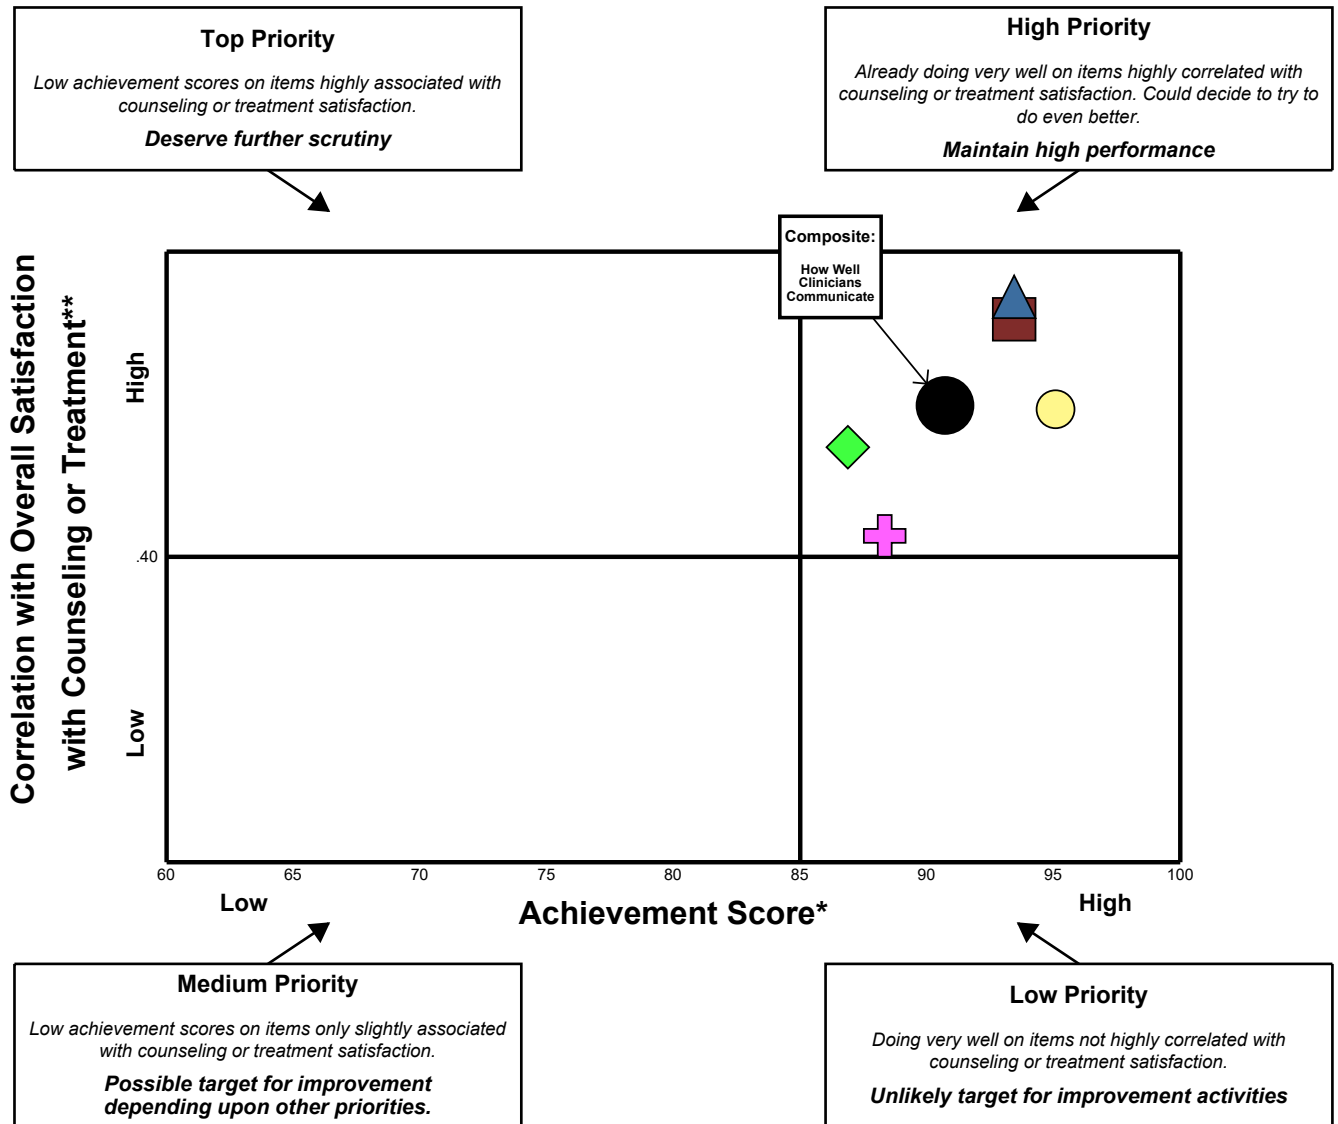 Top Priority
Low achievement scores on items highly associated with
counseling or treatment satisfaction.
Deserve further scrutiny
High Priority
Already doing very well on items highly correlated with
counseling or treatment satisfaction. Could decide to try to
do even better.
Maintain high performance
Composite:
How Well
Clinicians
Communicate
Correlation with Overall Satisfaction
with Counseling or Treatment**
High
.40
Low
60 65 70 75 80 85 90 95 100
Low
Achievement Score*
High
Medium Priority
Low achievement scores on items only slightly associated
with counseling or treatment satisfaction.
Possible target for improvement
depending upon other priorities.
Low Priority
Doing very well on items not highly correlated with
counseling or treatment satisfaction.
Unlikely target for improvement activities